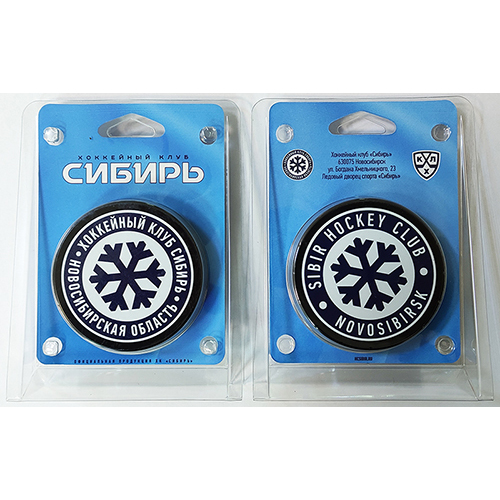 ХОККЕЙНЫЙ КЛУБ
СИБИРЬ
• ХОККЕЙНЫЙ КЛУБ СИБИРЬ •
НОВОСИБИРСКАЯ ОБЛАСТЬ
ОФИЦИАЛЬНАЯ ПРОДУКЦИЯ ХК «СИБИРЬ»
Хоккейный клуб «Сибирь»
630075 Новосибирск
ул. Богдана Хмельницкого, 23
Ледовый дворец спорта «Сибирь»
КХЛ
• SIBIR HOCKEY CLUB •
NOVOSIBIRSK